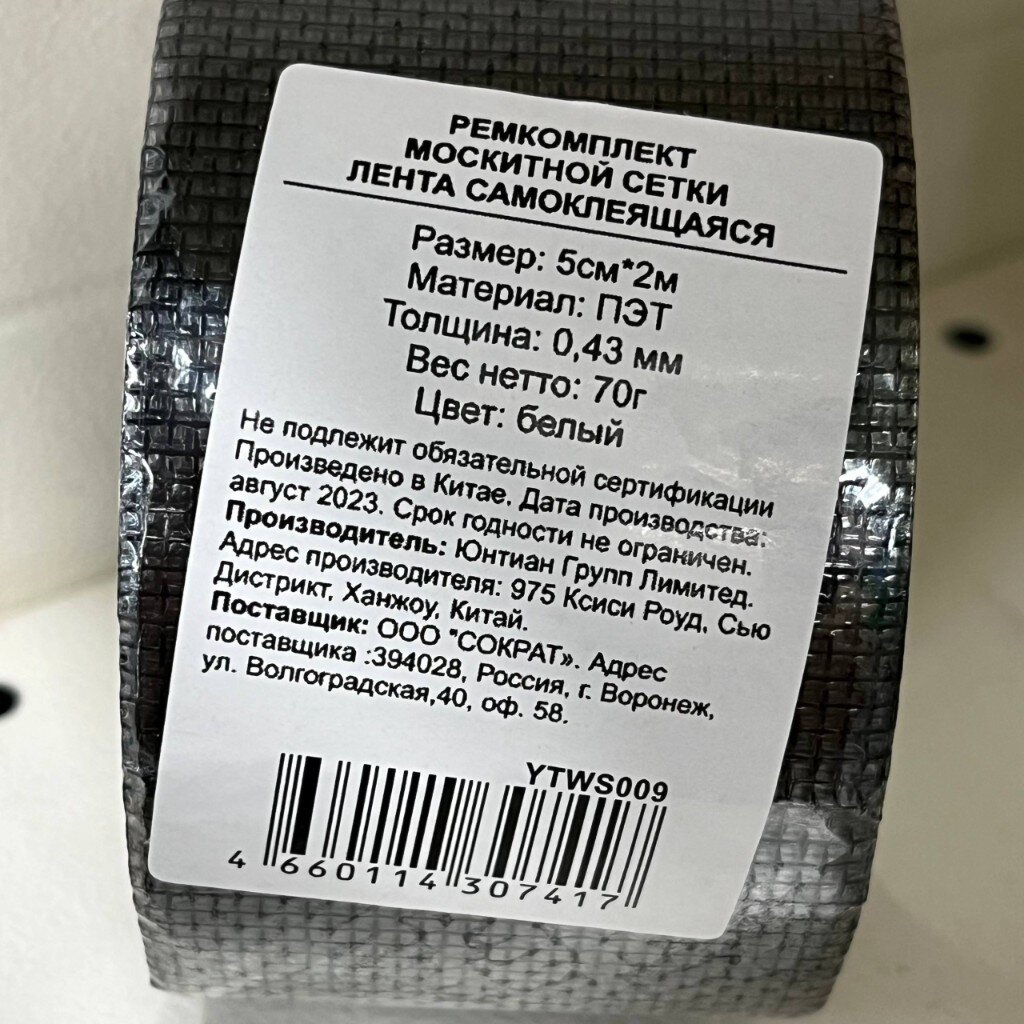 РЕМКОМПЛЕКТ
МОСКИТНОЙ СЕТКИ
ЛЕНТА САМОКЛЕЯЩАЯСЯ
Размер: 5см*2м
Материал: ПЭТ
Толщина: 0,43 мм
Вес нетто: 70г
Цвет: белый
Не подлежит обязательной сертификации
Произведено в Китае. Дата производства:
август 2023. Срок годности не ограничен.
Производитель: Юнтиан Групп Лимитед.
Адрес производителя: 975 Ксиси Роуд, Сью
Дистрикт, Ханжоу, Китай.
Поставщик: ООО "СОКРАТ». Адрес
поставщика :394028, Россия, г. Воронеж,
ул. Волгоградская,40, оф. 58.
YTWS009
4 660114 307417